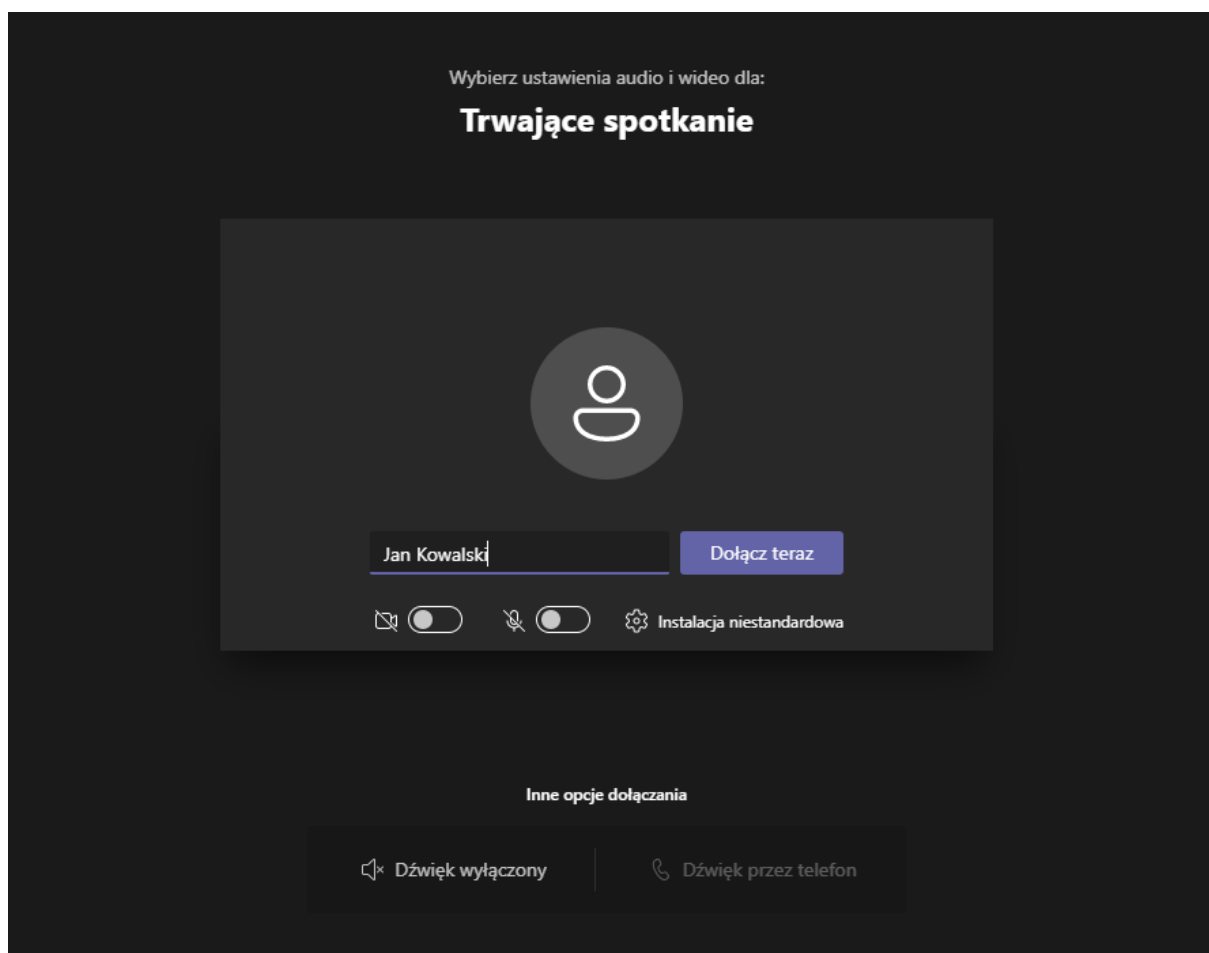 Wybierz ustawienia audio i wideo dla:
Trwające spotkanie
Jan Kowalski
Dołącz teraz
Instalacja niestandardowa
Inne opcje dołączania
Dźwięk wyłączony
Dźwięk przez telefon